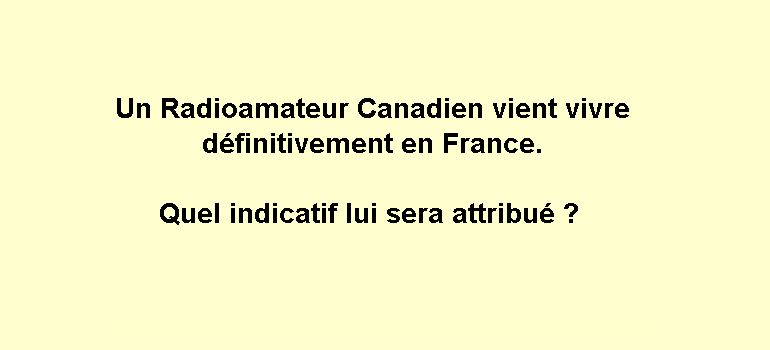 Un Radioamateur Canadien vient vivre
définitivement en France.
Quel indicatif lui sera attribué ?